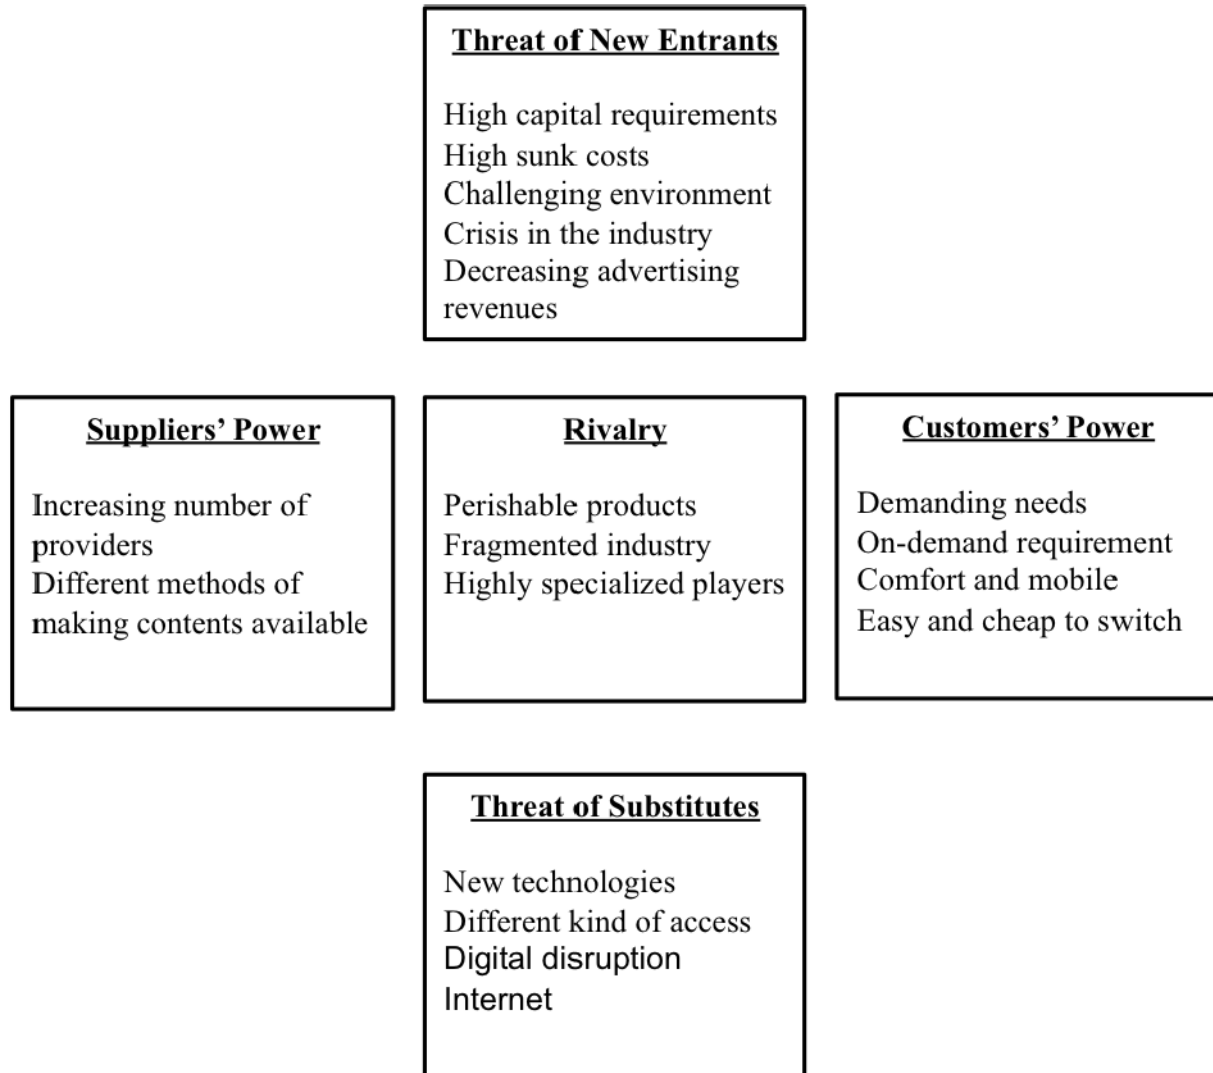 Threat of New Entrants
High capital requirements
High sunk costs
Challenging environment
Crisis in the industry
Decreasing advertising
revenues
Suppliers’ Power
Increasing number of
providers
Different methods of
making contents available
Rivalry
Perishable products
Fragmented industry
Highly specialized players
Customers’ Power
Demanding needs
On-demand requirement
Comfort and mobile
Easy and cheap to switch
Threat of Substitutes
New technologies
Different kind of access
Digital disruption
Internet